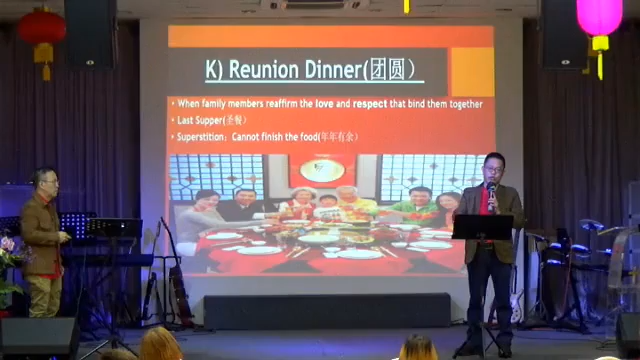 K) Reunion Dinner(团圆）
• When family members reaffirm the love and respect that bind them together
• Last Supper(圣餐）
• Superstition：Cannot finish the food(年年有余）